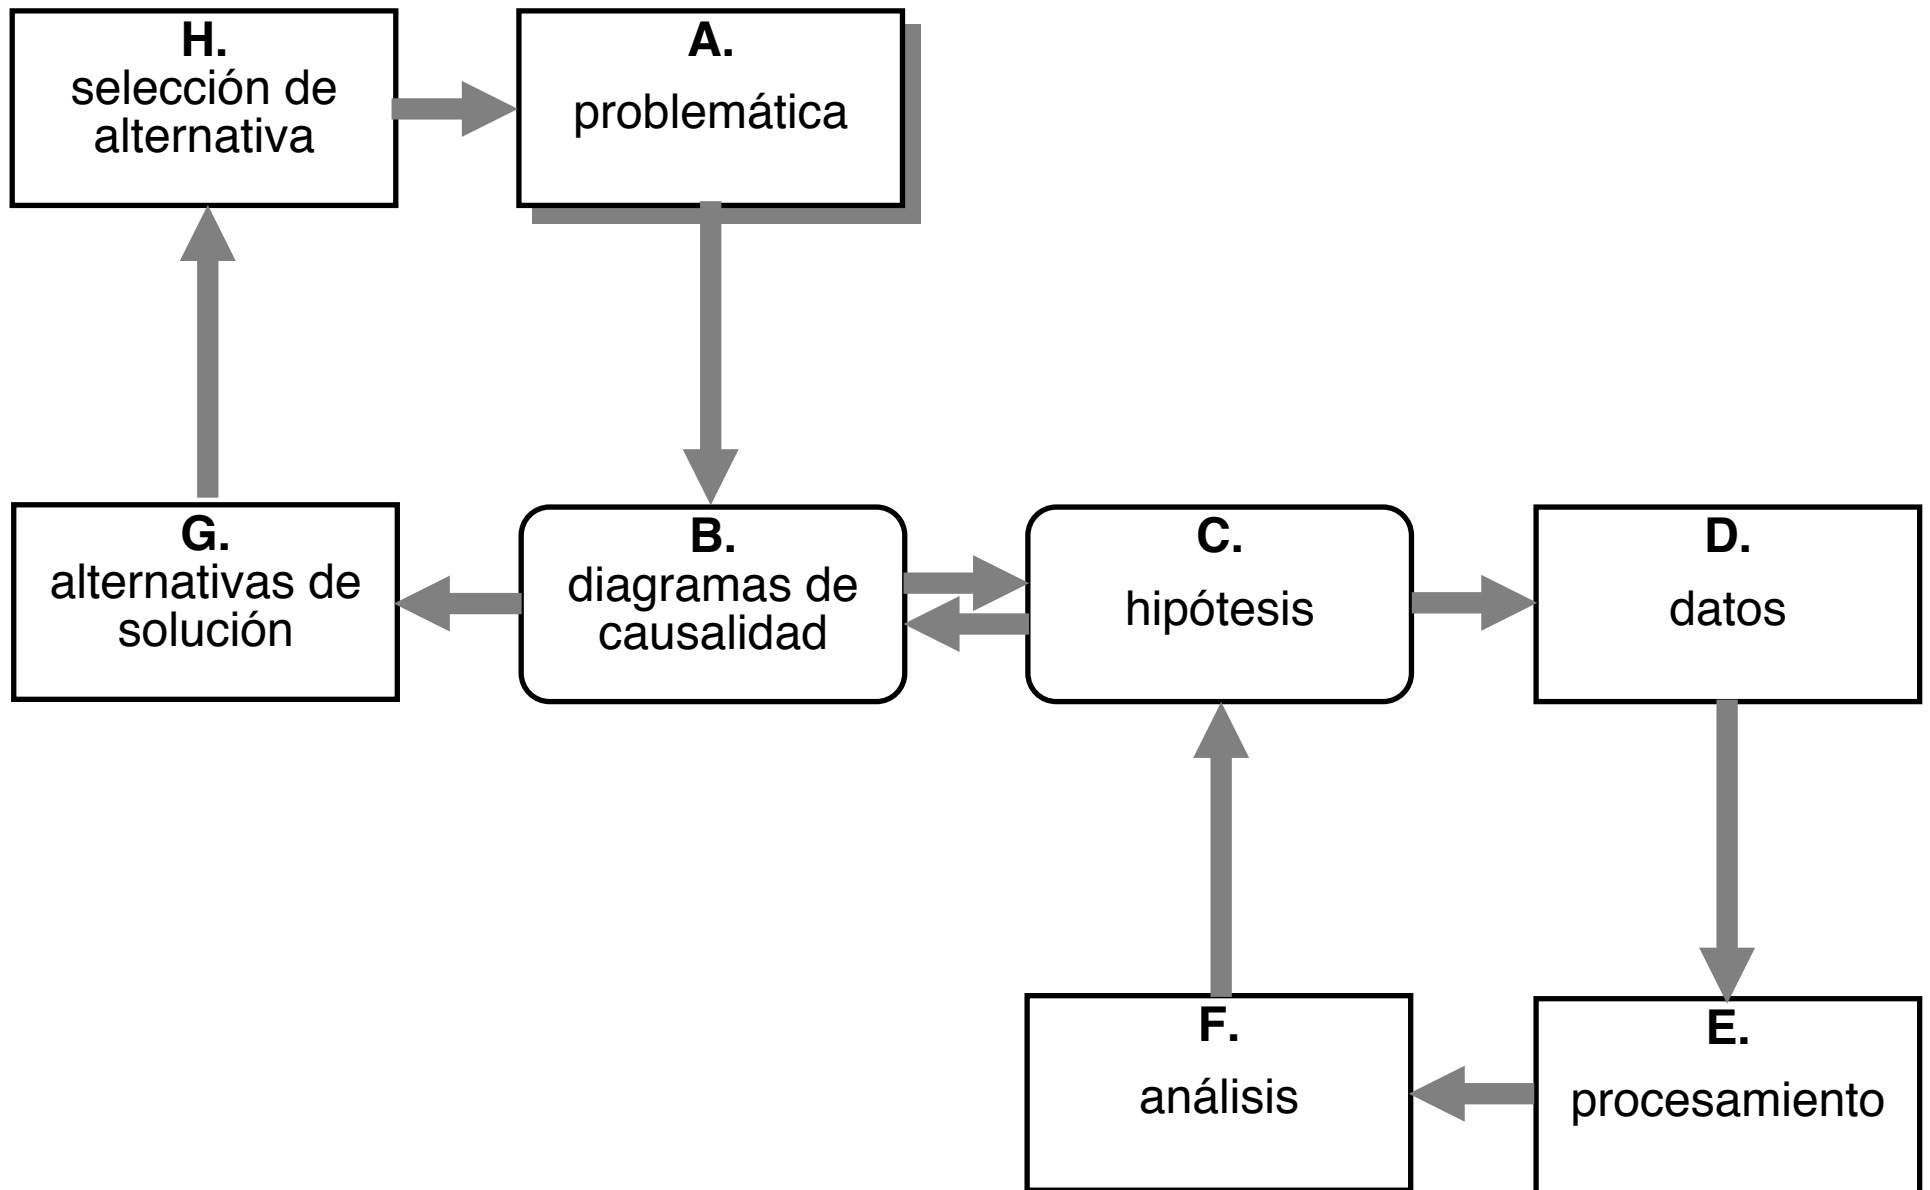 H.
selección de
alternativa
A.
problemática
G.
alternativas de
solución
B.
diagramas de
causalidad
C.
hipótesis
D.
datos
F.
análisis
E.
procesamiento